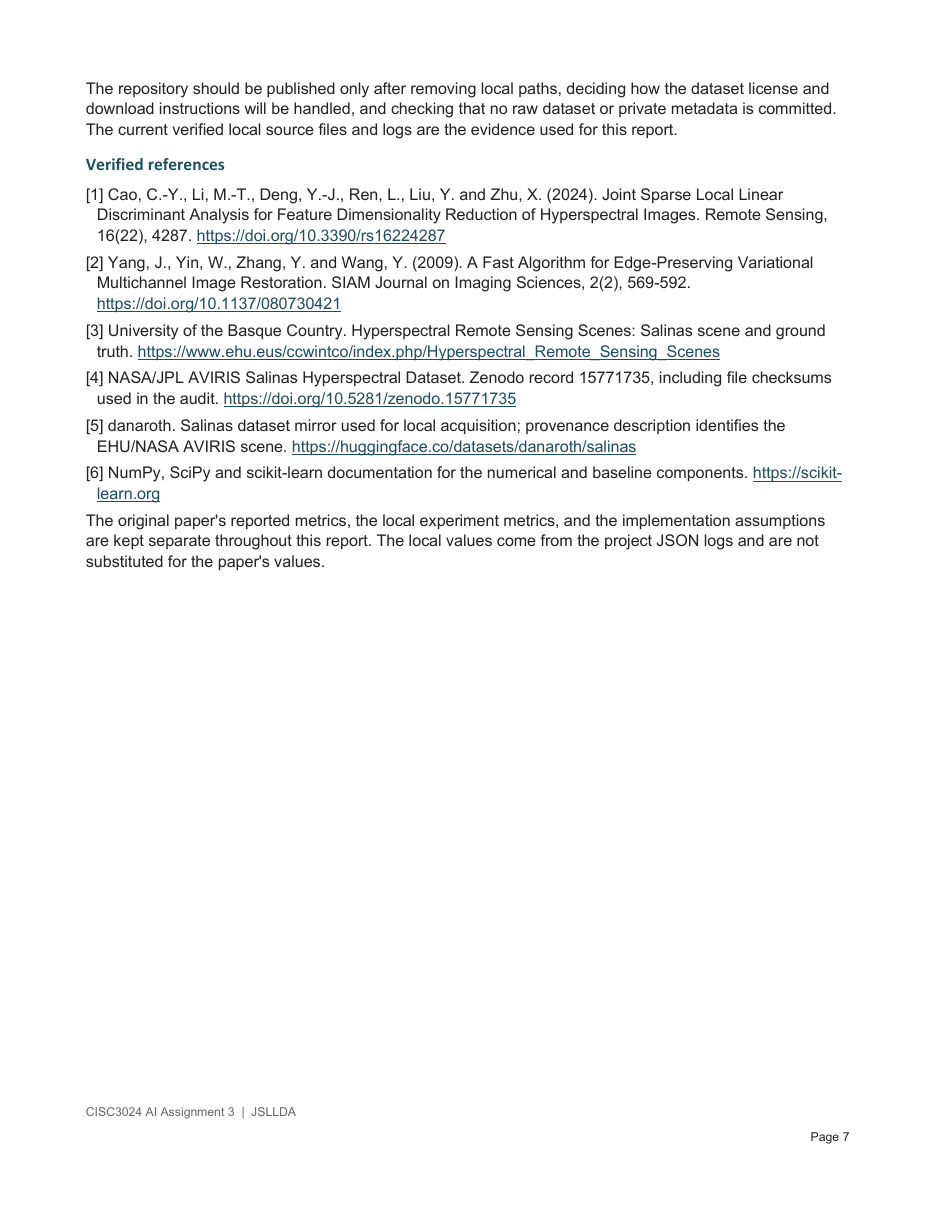 The repository should be published only after removing local paths, deciding how the dataset license and
download instructions will be handled, and checking that no raw dataset or private metadata is committed.
The current verified local source files and logs are the evidence used for this report.
Verified references
[1] Cao, C.-Y., Li, M.-T., Deng, Y.-J., Ren, L., Liu, Y. and Zhu, X. (2024). Joint Sparse Local Linear
Discriminant Analysis for Feature Dimensionality Reduction of Hyperspectral Images. Remote Sensing,
16(22), 4287. https://doi.org/10.3390/rs16224287
[2] Yang, J., Yin, W., Zhang, Y. and Wang, Y. (2009). A Fast Algorithm for Edge-Preserving Variational
Multichannel Image Restoration. SIAM Journal on Imaging Sciences, 2(2), 569-592.
https://doi.org/10.1137/080730421
[3] University of the Basque Country. Hyperspectral Remote Sensing Scenes: Salinas scene and ground
truth. https://www.ehu.eus/ccwintco/index.php/Hyperspectral_Remote_Sensing_Scenes
[4] NASA/JPL AVIRIS Salinas Hyperspectral Dataset. Zenodo record 15771735, including file checksums
used in the audit. https://doi.org/10.5281/zenodo.15771735
[5] danaroth. Salinas dataset mirror used for local acquisition; provenance description identifies the
EHU/NASA AVIRIS scene. https://huggingface.co/datasets/danaroth/salinas
[6] NumPy, SciPy and scikit-learn documentation for the numerical and baseline components. https://scikit-
learn.org
The original paper's reported metrics, the local experiment metrics, and the implementation assumptions
are kept separate throughout this report. The local values come from the project JSON logs and are not
substituted for the paper's values.
CISC3024 AI Assignment 3 | JSLLDA
Page 7